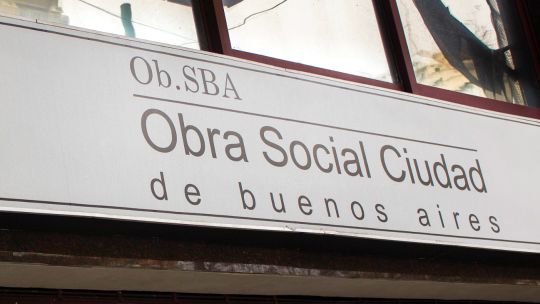 Ob.SBA
Obra Social Ciudad
de buenos aires